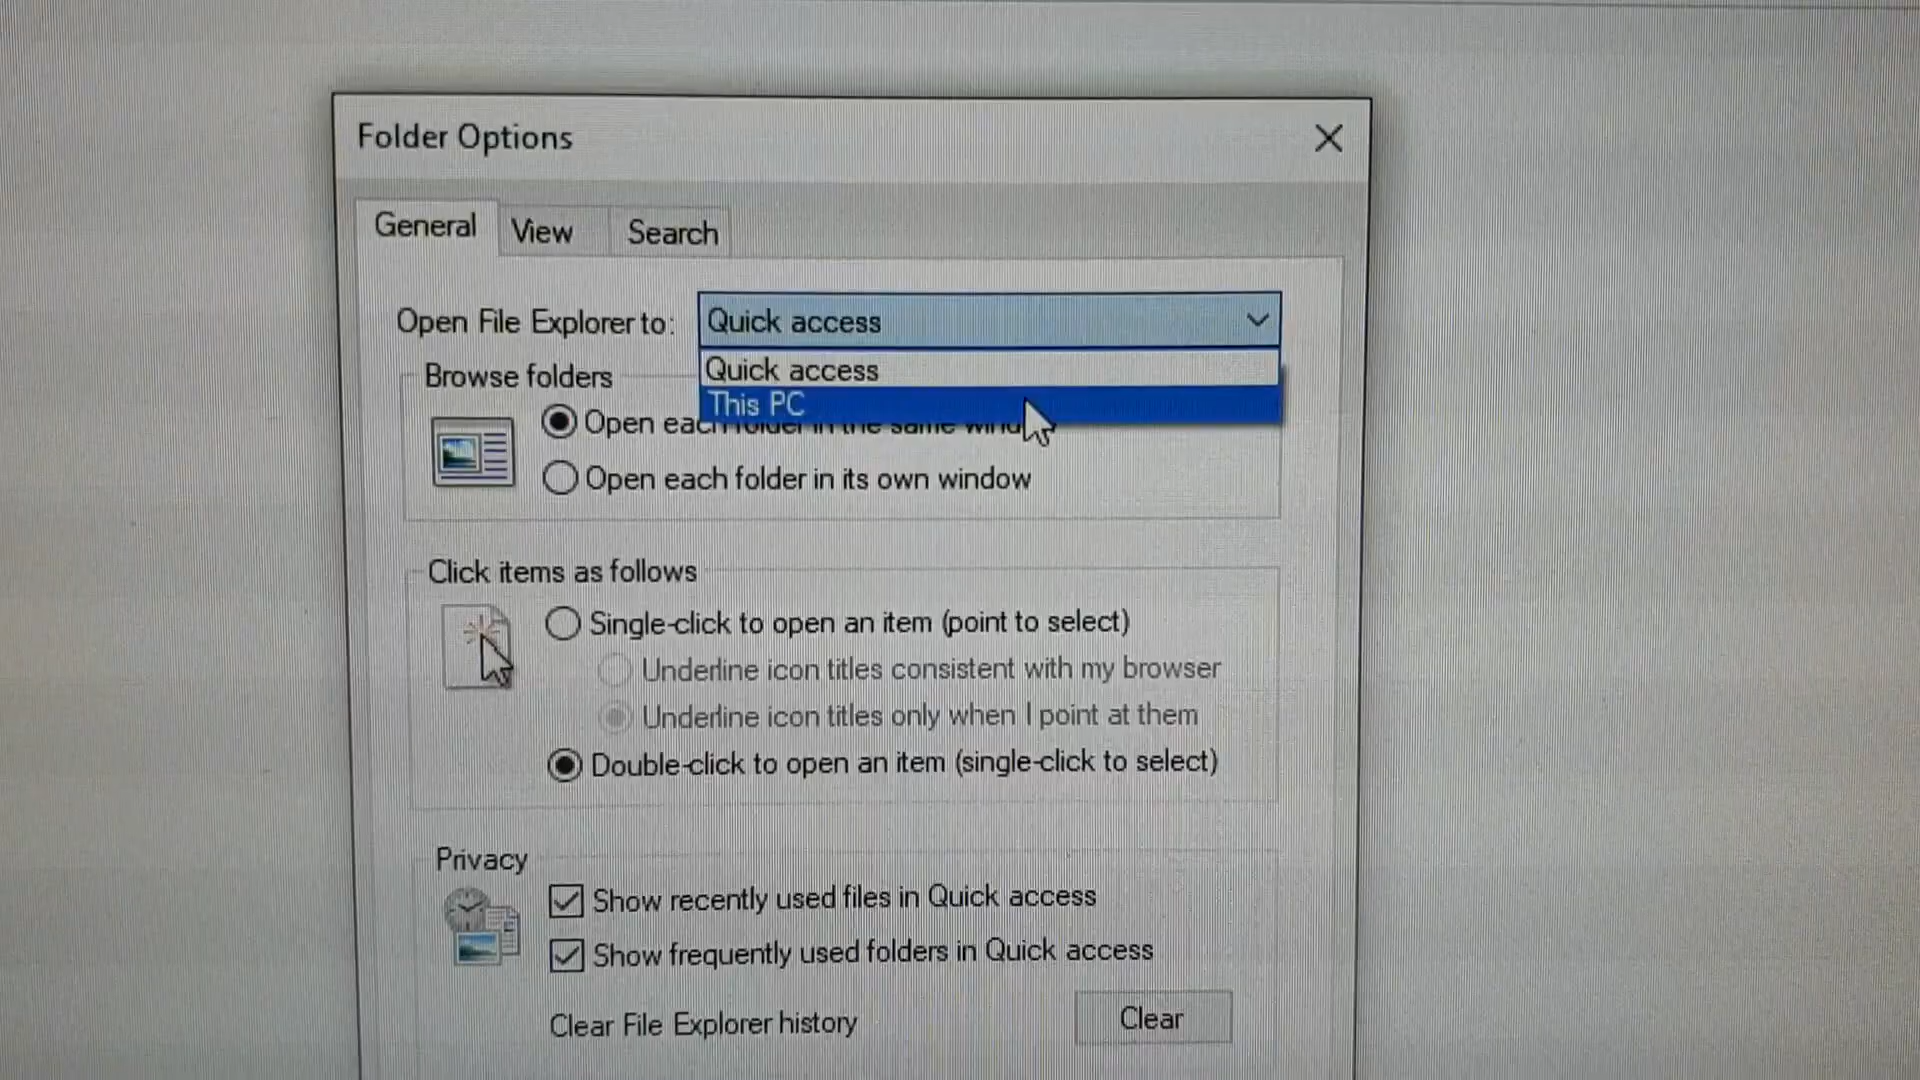 Folder Options
General
View
Search
Open File Explorer to:
Quick access
Quick access
This PC
Browse folders
Open each folder in the same
Open each folder in its own window
Click items as follows
Single-click to open an item (point to select)
Underline icon titles consistent with my browser
Underline icon titles only when I point at them
Double-click to open an item (single-click to select)
Privacy
Show recently used files in Quick access
Show frequently used folders in Quick access
Clear File Explorer history
Clear